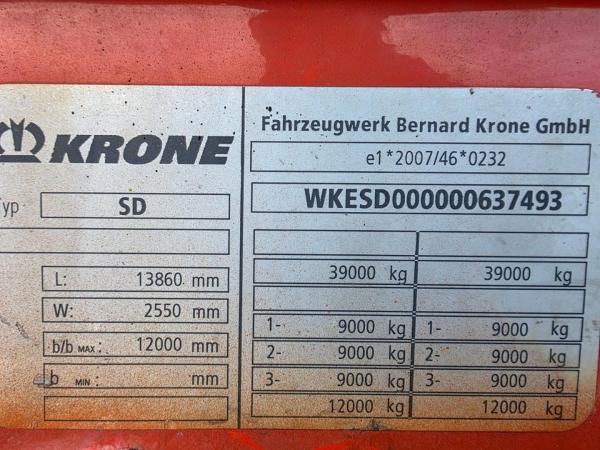 KRONE
Typ SD
L: 13860 mm
W: 2550 mm
b/b MAX: 12000 mm
b MIN: mm
Fahrzeugwerk Bernard Krone GmbH
e1*2007/46*0232
WKESD000000637493
39000 kg 39000 kg
1- 9000 kg 1- 9000 kg
2- 9000 kg 2- 9000 kg
3- 9000 kg 3- 9000 kg
12000 kg 12000 kg